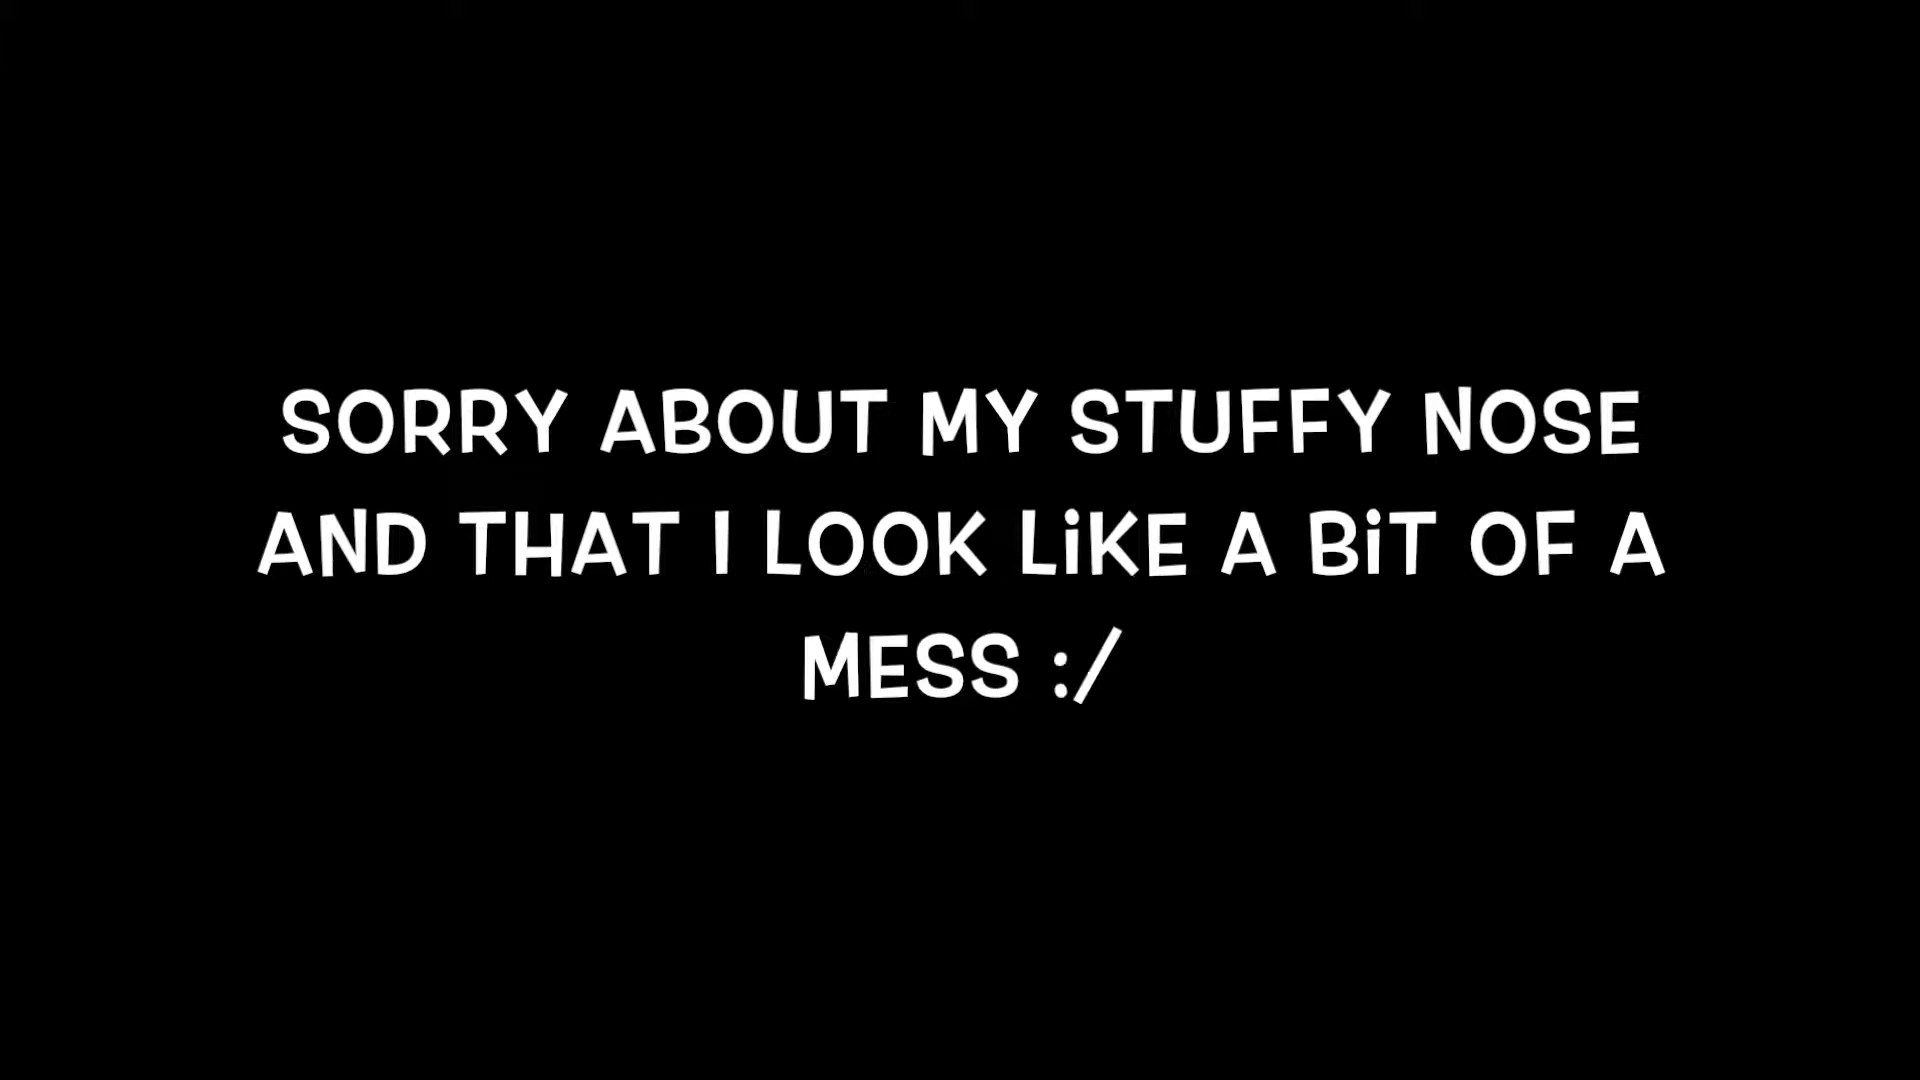 SORRY ABOUT MY STUFFY NOSE
AND THAT I LOOK LiKE A BiT OF A
MESS :/